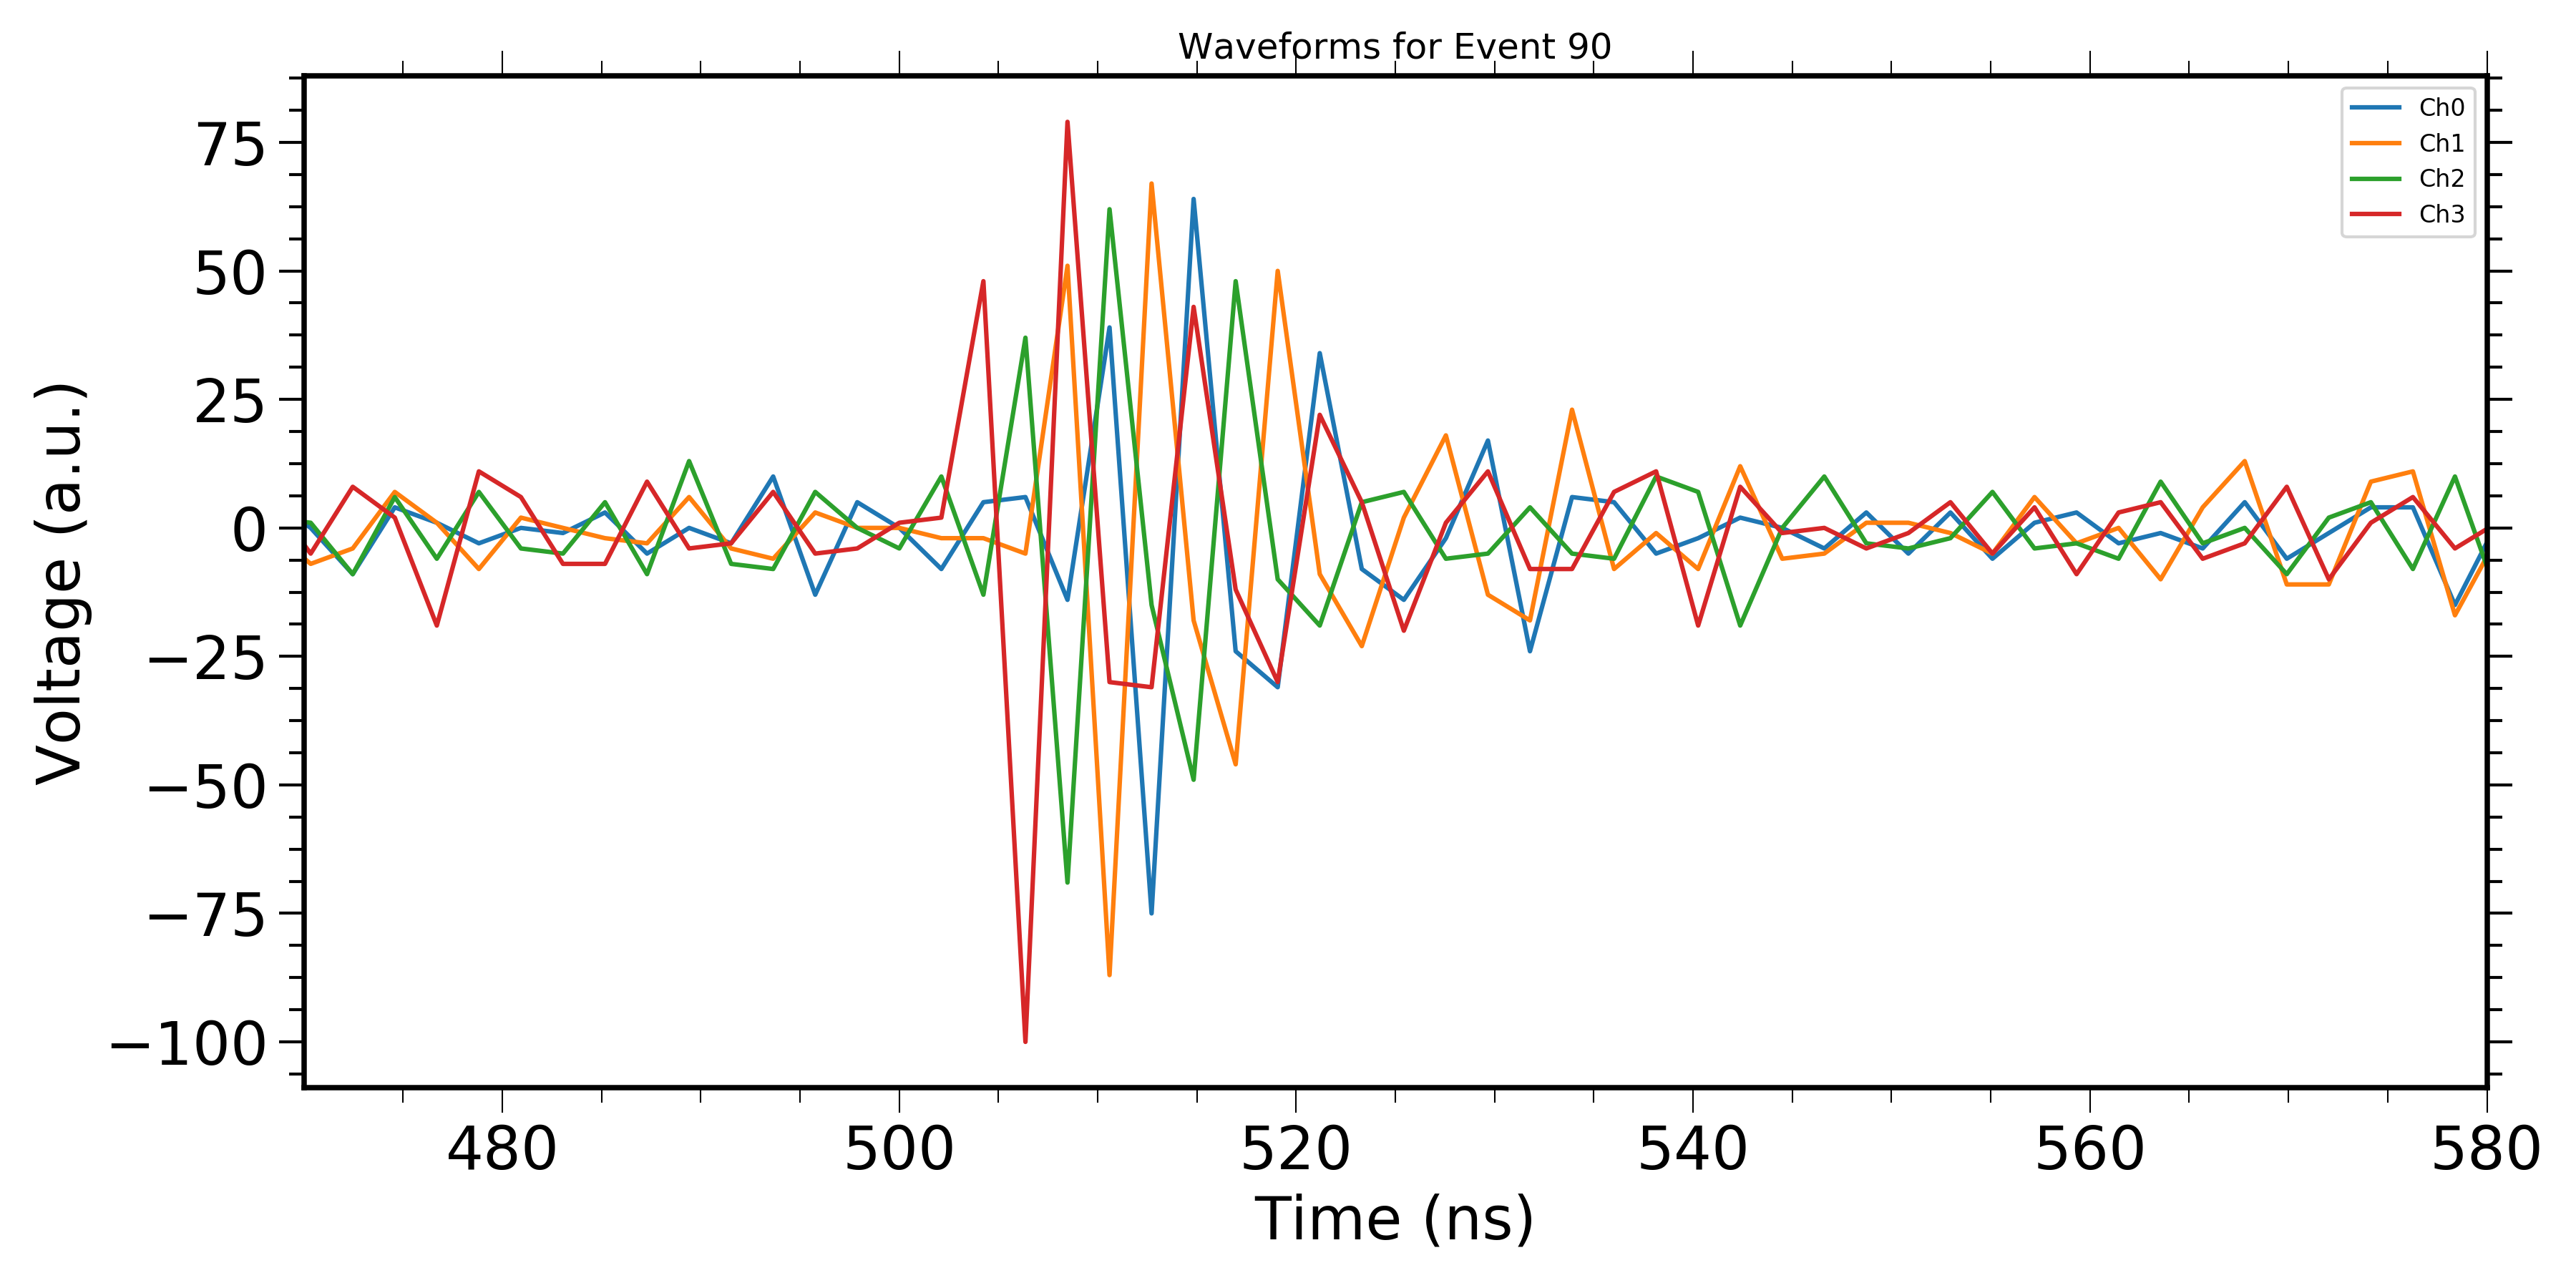 Waveforms for Event 90
Ch0
Ch1
Ch2
Ch3
75
50
25
0
−25
−50
−75
−100
Voltage (a.u.)
480 500 520 540 560 580
Time (ns)